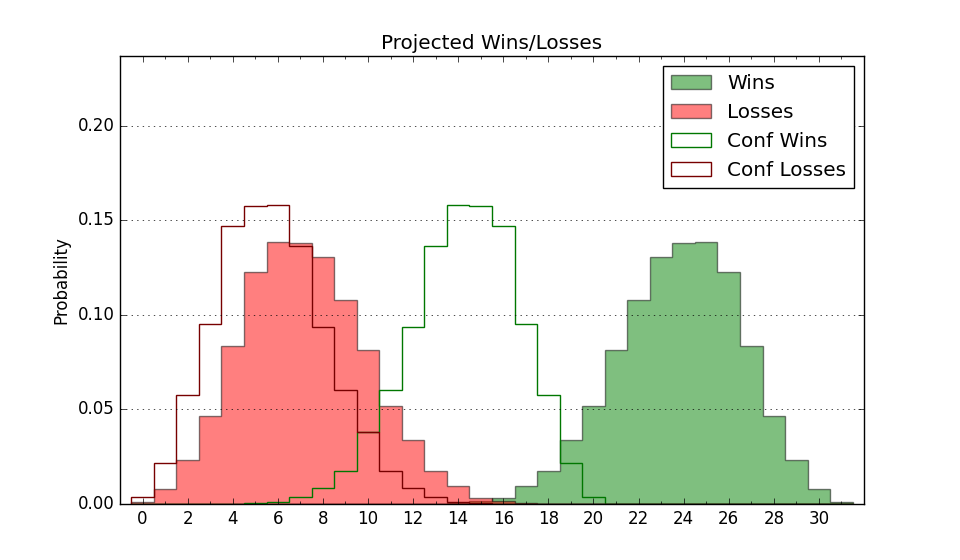 Projected Wins/Losses
Wins
Losses
Conf Wins
Conf Losses
Probability
0.20
0.15
0.10
0.05
0.00
0 2 4 6 8 10 12 14 16 18 20 22 24 26 28 30